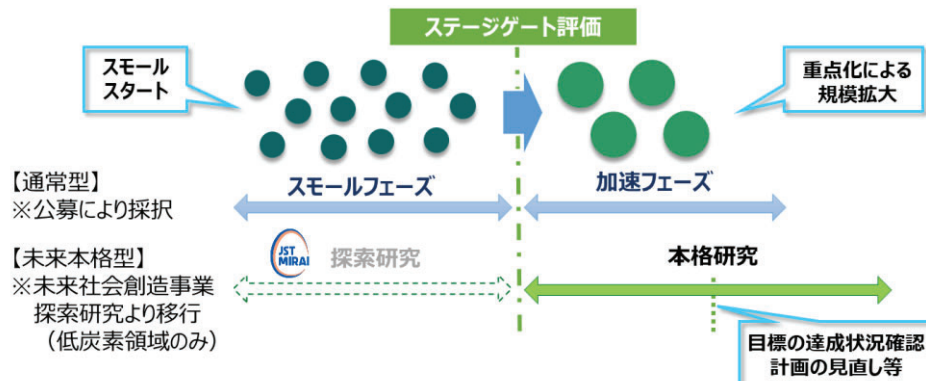 ステージゲート評価
スモール
スタート
重点化による
規模拡大
【通常型】
※公募により採択
スモールフェーズ
加速フェーズ
【未来本格型】
※未来社会創造事業
探索研究より移行
（低炭素領域のみ）
JST
MIRAI
探索研究
本格研究
目標の達成状況確認
計画の見直し等